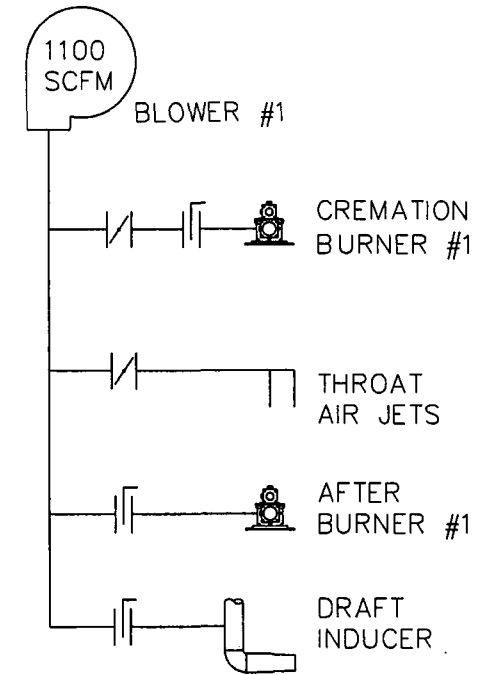 1100
SCFM
BLOWER #1
CREMATION
BURNER #1
THROAT
AIR JETS
AFTER
BURNER #1
DRAFT
INDUCER